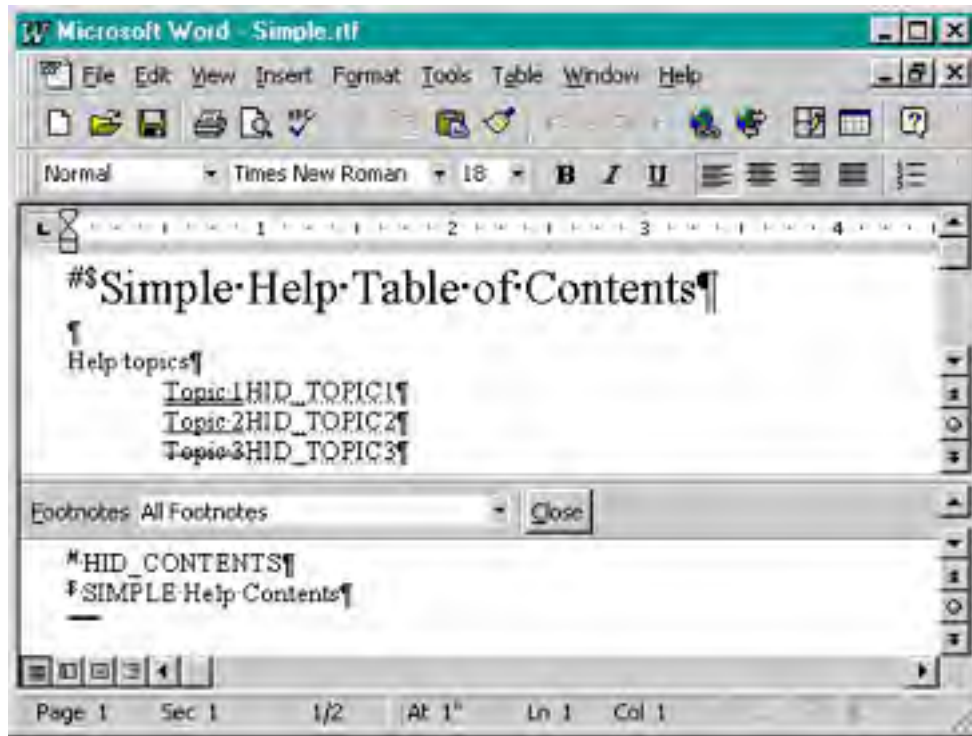 Microsoft Word - Simple.rtf
File Edit View Insert Format Tools Table Window Help
Normal Times New Roman 18 B I U
1 2 3 4
#$Simple·Help·Table·of·Contents¶
¶
Help·topics¶
Topic·1HID_TOPIC1¶
Topic·2HID_TOPIC2¶
Topic·3HID_TOPIC3¶
Footnotes All Footnotes Close
#·HID_CONTENTS¶
$·SIMPLE·Help·Contents¶
Page 1 Sec 1 1/2 At 1" Ln 1 Col 1